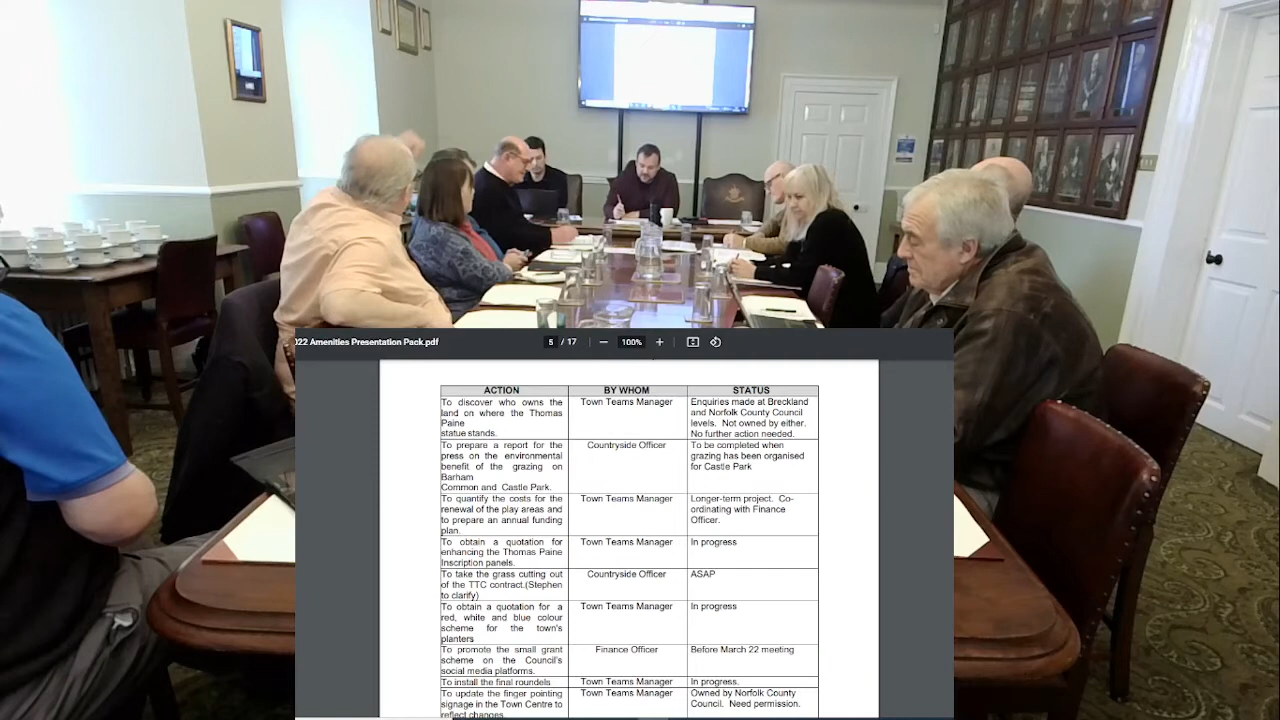 022 Amenities Presentation Pack.pdf
5 / 17
100%
ACTION BY WHOM STATUS
To discover who owns the
land on where the Thomas
Paine
statue stands.
Town Teams Manager
Enquiries made at Breckland
and Norfolk County Council
levels. Not owned by either.
No further action needed.
To prepare a report for the
press on the environmental
benefit of the grazing on
Barham
Common and Castle Park.
Countryside Officer
To be completed when
grazing has been organised
for Castle Park
To quantify the costs for the
renewal of the play areas and
to prepare an annual funding
plan.
Town Teams Manager
Longer-term project. Co-
ordinating with Finance
Officer.
To obtain a quotation for
enhancing the Thomas Paine
Inscription panels.
Town Teams Manager
In progress
To take the grass cutting out
of the TTC contract.(Stephen
to clarify)
Countryside Officer
ASAP
To obtain a quotation for a
red, white and blue colour
scheme for the town's
planters
Town Teams Manager
In progress
To promote the small grant
scheme on the Council's
social media platforms.
Finance Officer
Before March 22 meeting
To install the final roundels
Town Teams Manager
In progress.
To update the finger pointing
signage in the Town Centre to
reflect changes.
Town Teams Manager
Owned by Norfolk County
Council. Need permission.